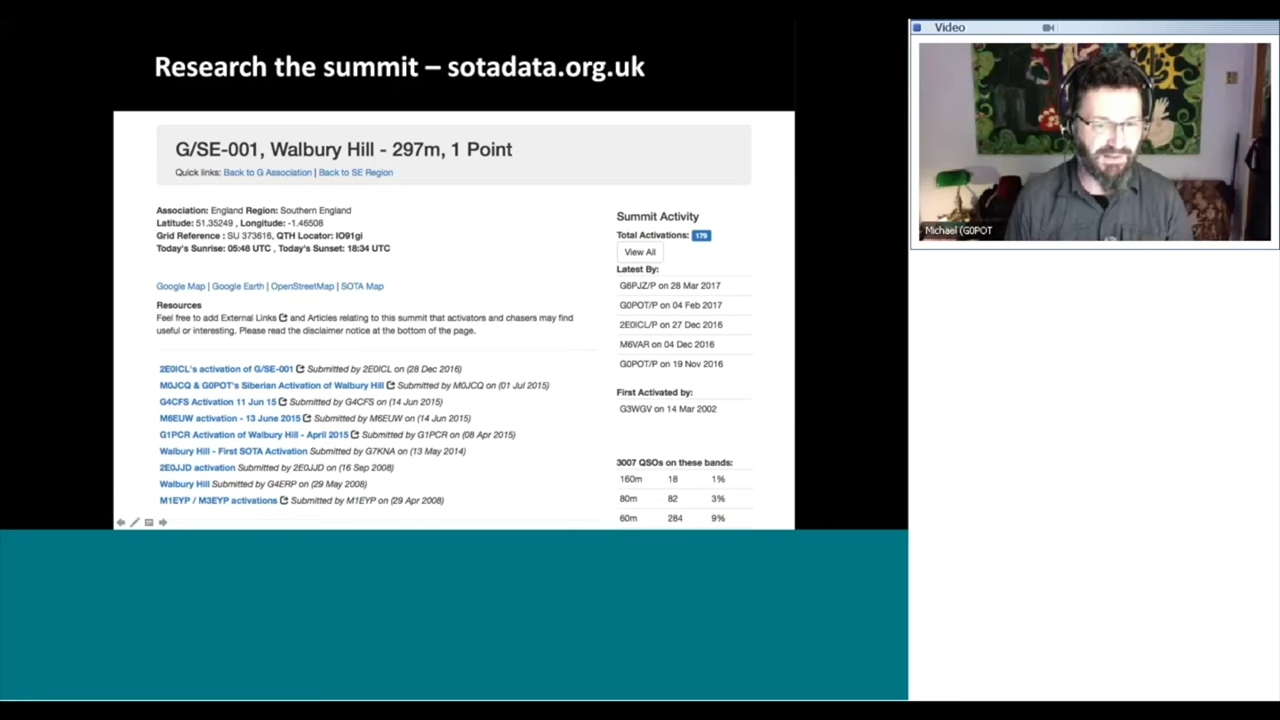 Research the summit – sotadata.org.uk
G/SE-001, Walbury Hill - 297m, 1 Point
Quick links: Back to G Association | Back to SE Region
Association: England Region: Southern England
Latitude: 51.35249 , Longitude: -1.46508
Grid Reference : SU 373616, QTH Locator: IO91gi
Today's Sunrise: 05:48 UTC , Today's Sunset: 18:34 UTC
Google Map | Google Earth | OpenStreetMap | SOTA Map
Resources
Feel free to add External Links and Articles relating to this summit that activators and chasers may find
useful or interesting. Please read the disclaimer notice at the bottom of the page.
2E0ICL's activation of G/SE-001 Submitted by 2E0ICL on (28 Dec 2016)
M0JCQ & G0POT's Siberian Activation of Walbury Hill Submitted by M0JCQ on (01 Jul 2015)
G4CFS Activation 11 Jun 15 Submitted by G4CFS on (14 Jun 2015)
M6EUW activation - 13 June 2015 Submitted by M6EUW on (14 Jun 2015)
G1PCR Activation of Walbury Hill - April 2015 Submitted by G1PCR on (08 Apr 2015)
Walbury Hill - First SOTA Activation Submitted by G7KNA on (13 May 2014)
2E0JJD activation Submitted by 2E0JJD on (16 Sep 2008)
Walbury Hill Submitted by G4ERP on (29 May 2008)
M1EYP / M3EYP activations Submitted by M1EYP on (29 Apr 2008)
Summit Activity
Total Activations: 179
View All
Latest By:
G6PJZ/P on 28 Mar 2017
G0POT/P on 04 Feb 2017
2E0ICL/P on 27 Dec 2016
M6VAR on 04 Dec 2016
G0POT/P on 19 Nov 2016
First Activated by:
G3WGV on 14 Mar 2002
3007 QSOs on these bands:
160m 18 1%
80m 82 3%
60m 284 9%
Video
Michael (G0POT